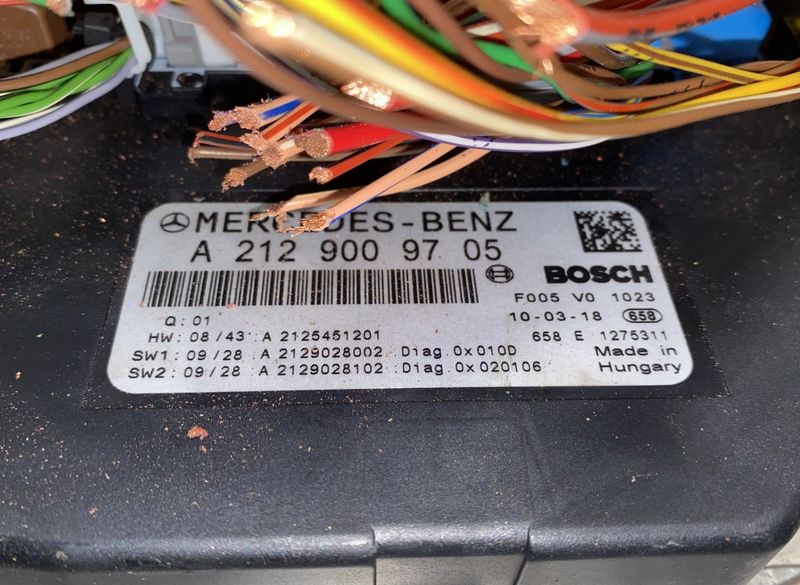 MERCEDES-BENZ
A 212 900 97 05
BOSCH
F005 V0 1023
Q: 01
10-03-18 658
HW: 08/43 :A 2125451201
658 E 1275311
SW1: 09/28 :A 2129028002 :Diag.0x010D
Made in
SW2: 09/28 :A 2129028102 :Diag.0x020106
Hungary